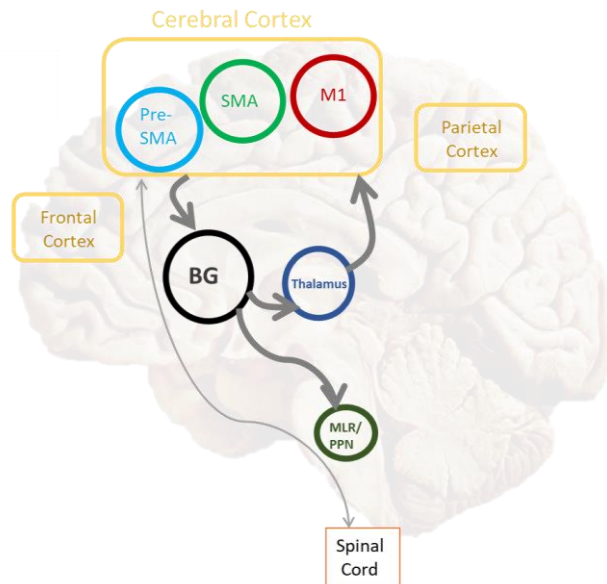 Cerebral Cortex
Pre-
SMA
SMA
M1
Parietal
Cortex
Frontal
Cortex
BG
Thalamus
MLR/
PPN
Spinal
Cord